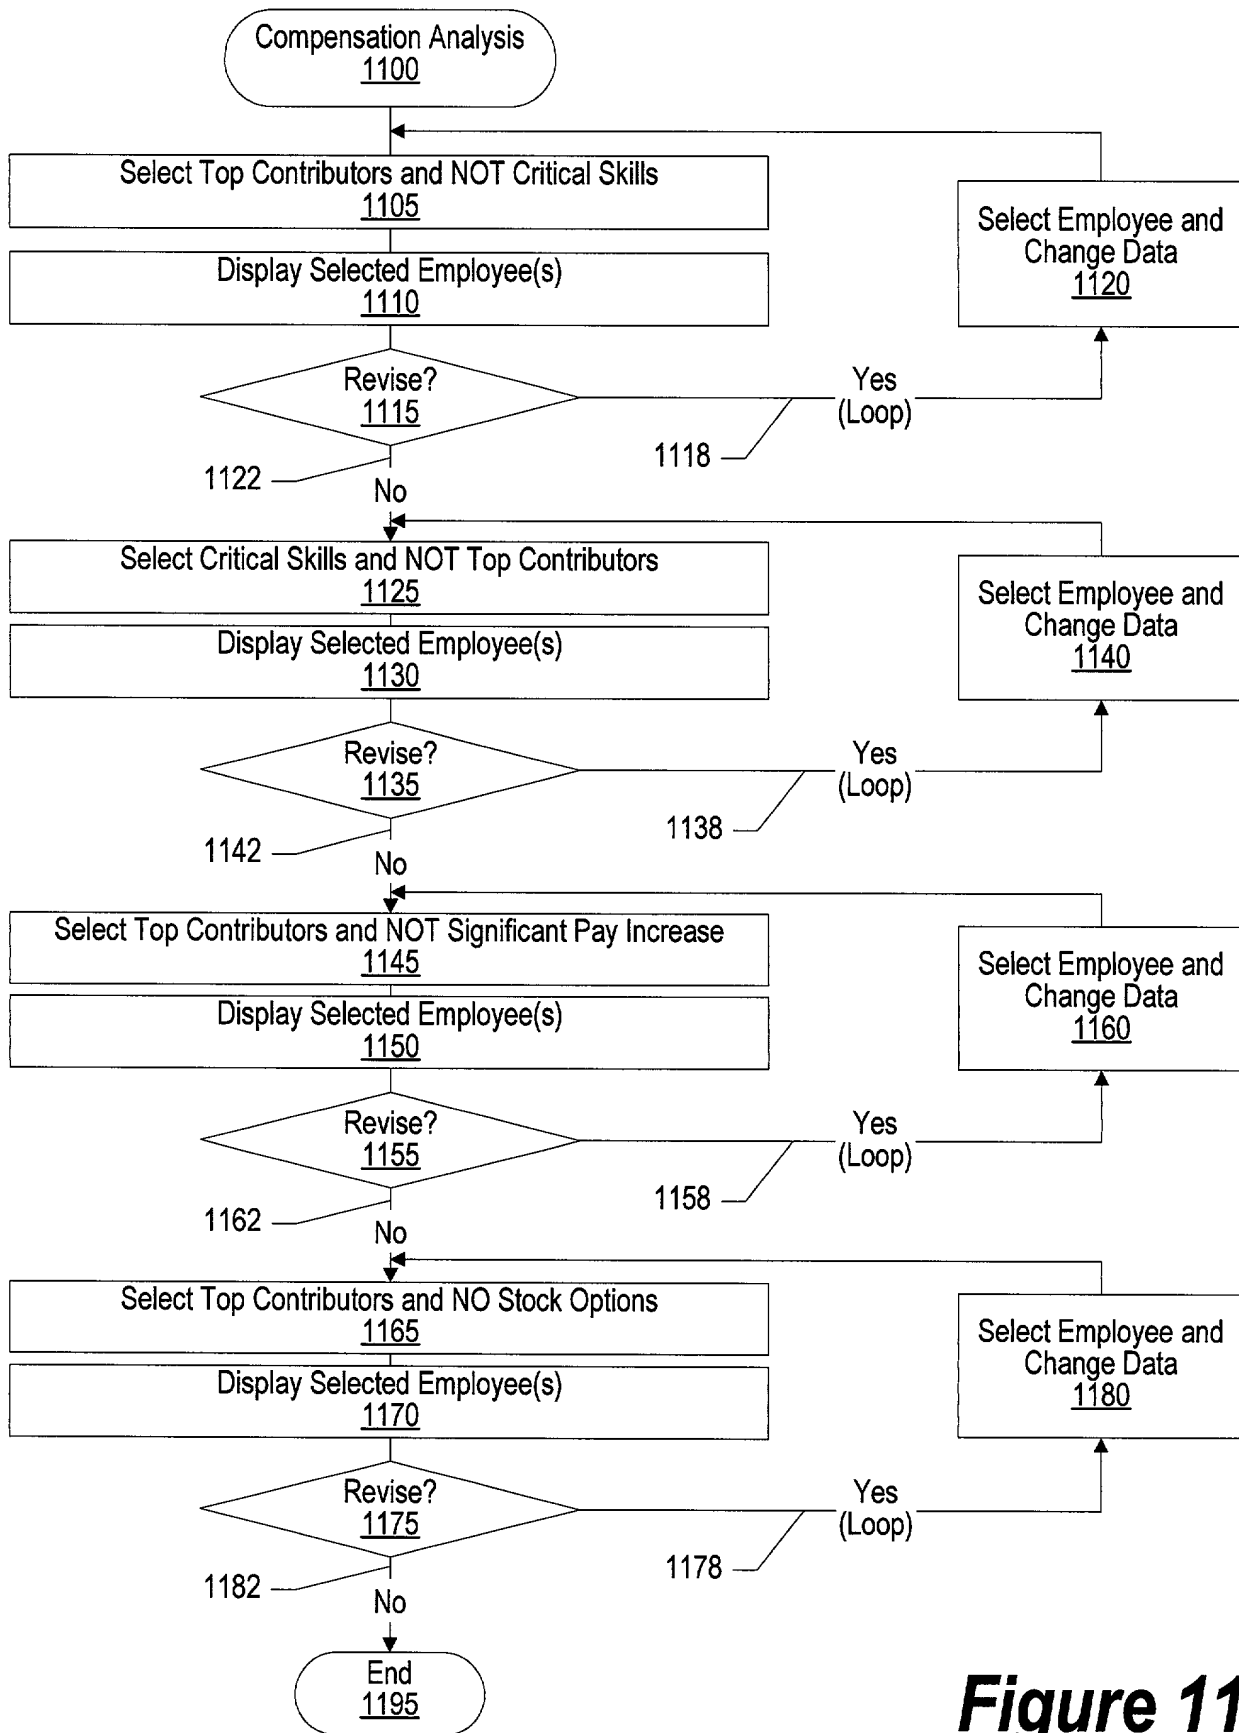 Compensation Analysis
1100
Select Top Contributors and NOT Critical Skills
1105
Select Employee and
Change Data
1120
Display Selected Employee(s)
1110
Revise?
1115
Yes
(Loop)
1118
1122
No
Select Critical Skills and NOT Top Contributors
1125
Select Employee and
Change Data
1140
Display Selected Employee(s)
1130
Revise?
1135
Yes
(Loop)
1138
1142
No
Select Top Contributors and NOT Significant Pay Increase
1145
Select Employee and
Change Data
1160
Display Selected Employee(s)
1150
Revise?
1155
Yes
(Loop)
1158
1162
No
Select Top Contributors and NO Stock Options
1165
Select Employee and
Change Data
1180
Display Selected Employee(s)
1170
Revise?
1175
Yes
(Loop)
1178
1182
No
End
1195
Figure 11